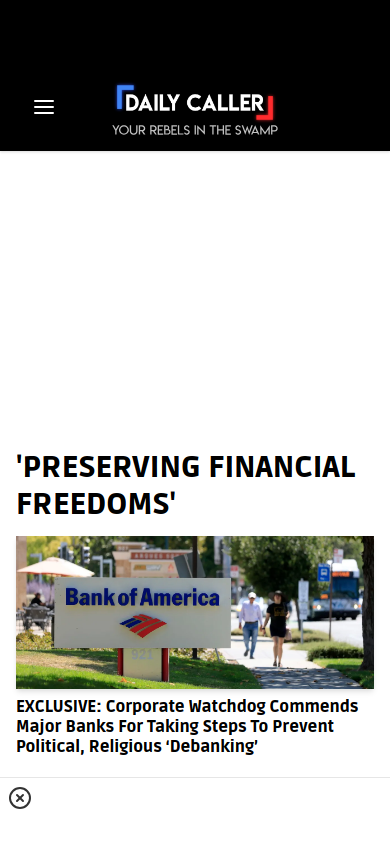 DAILY CALLER
YOUR REBELS IN THE SWAMP
'PRESERVING FINANCIAL
FREEDOMS'
Bank of America
EXCLUSIVE: Corporate Watchdog Commends
Major Banks For Taking Steps To Prevent
Political, Religious ‘Debanking’